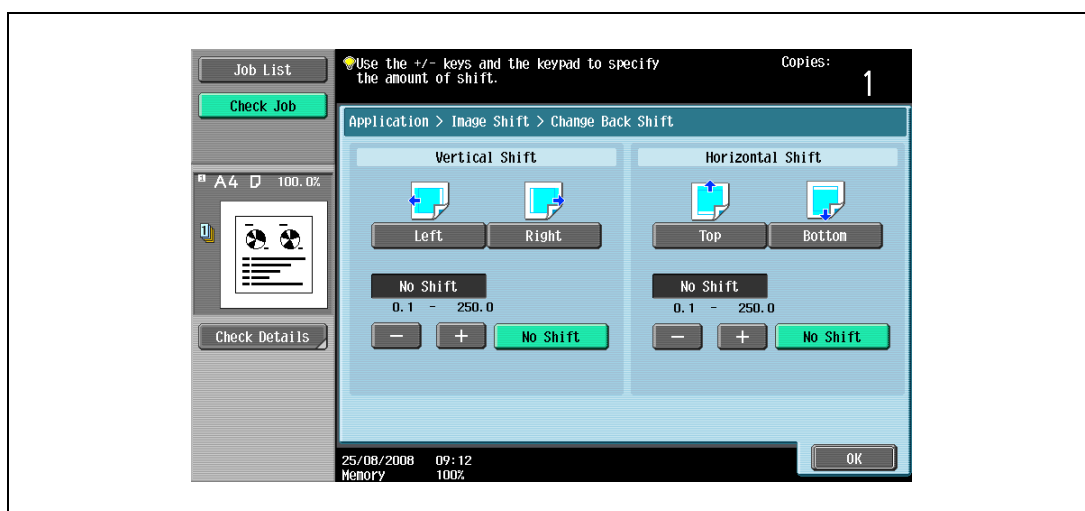 Job List
Check Job
A4 100.0%
1
Check Details
Use the +/- keys and the keypad to specify
the amount of shift.
Copies:
1
Application > Image Shift > Change Back Shift
Vertical Shift
Left Right
No Shift
0.1 - 250.0
- + No Shift
Horizontal Shift
Top Bottom
No Shift
0.1 - 250.0
- + No Shift
25/08/2008 09:12
Memory 100%
OK